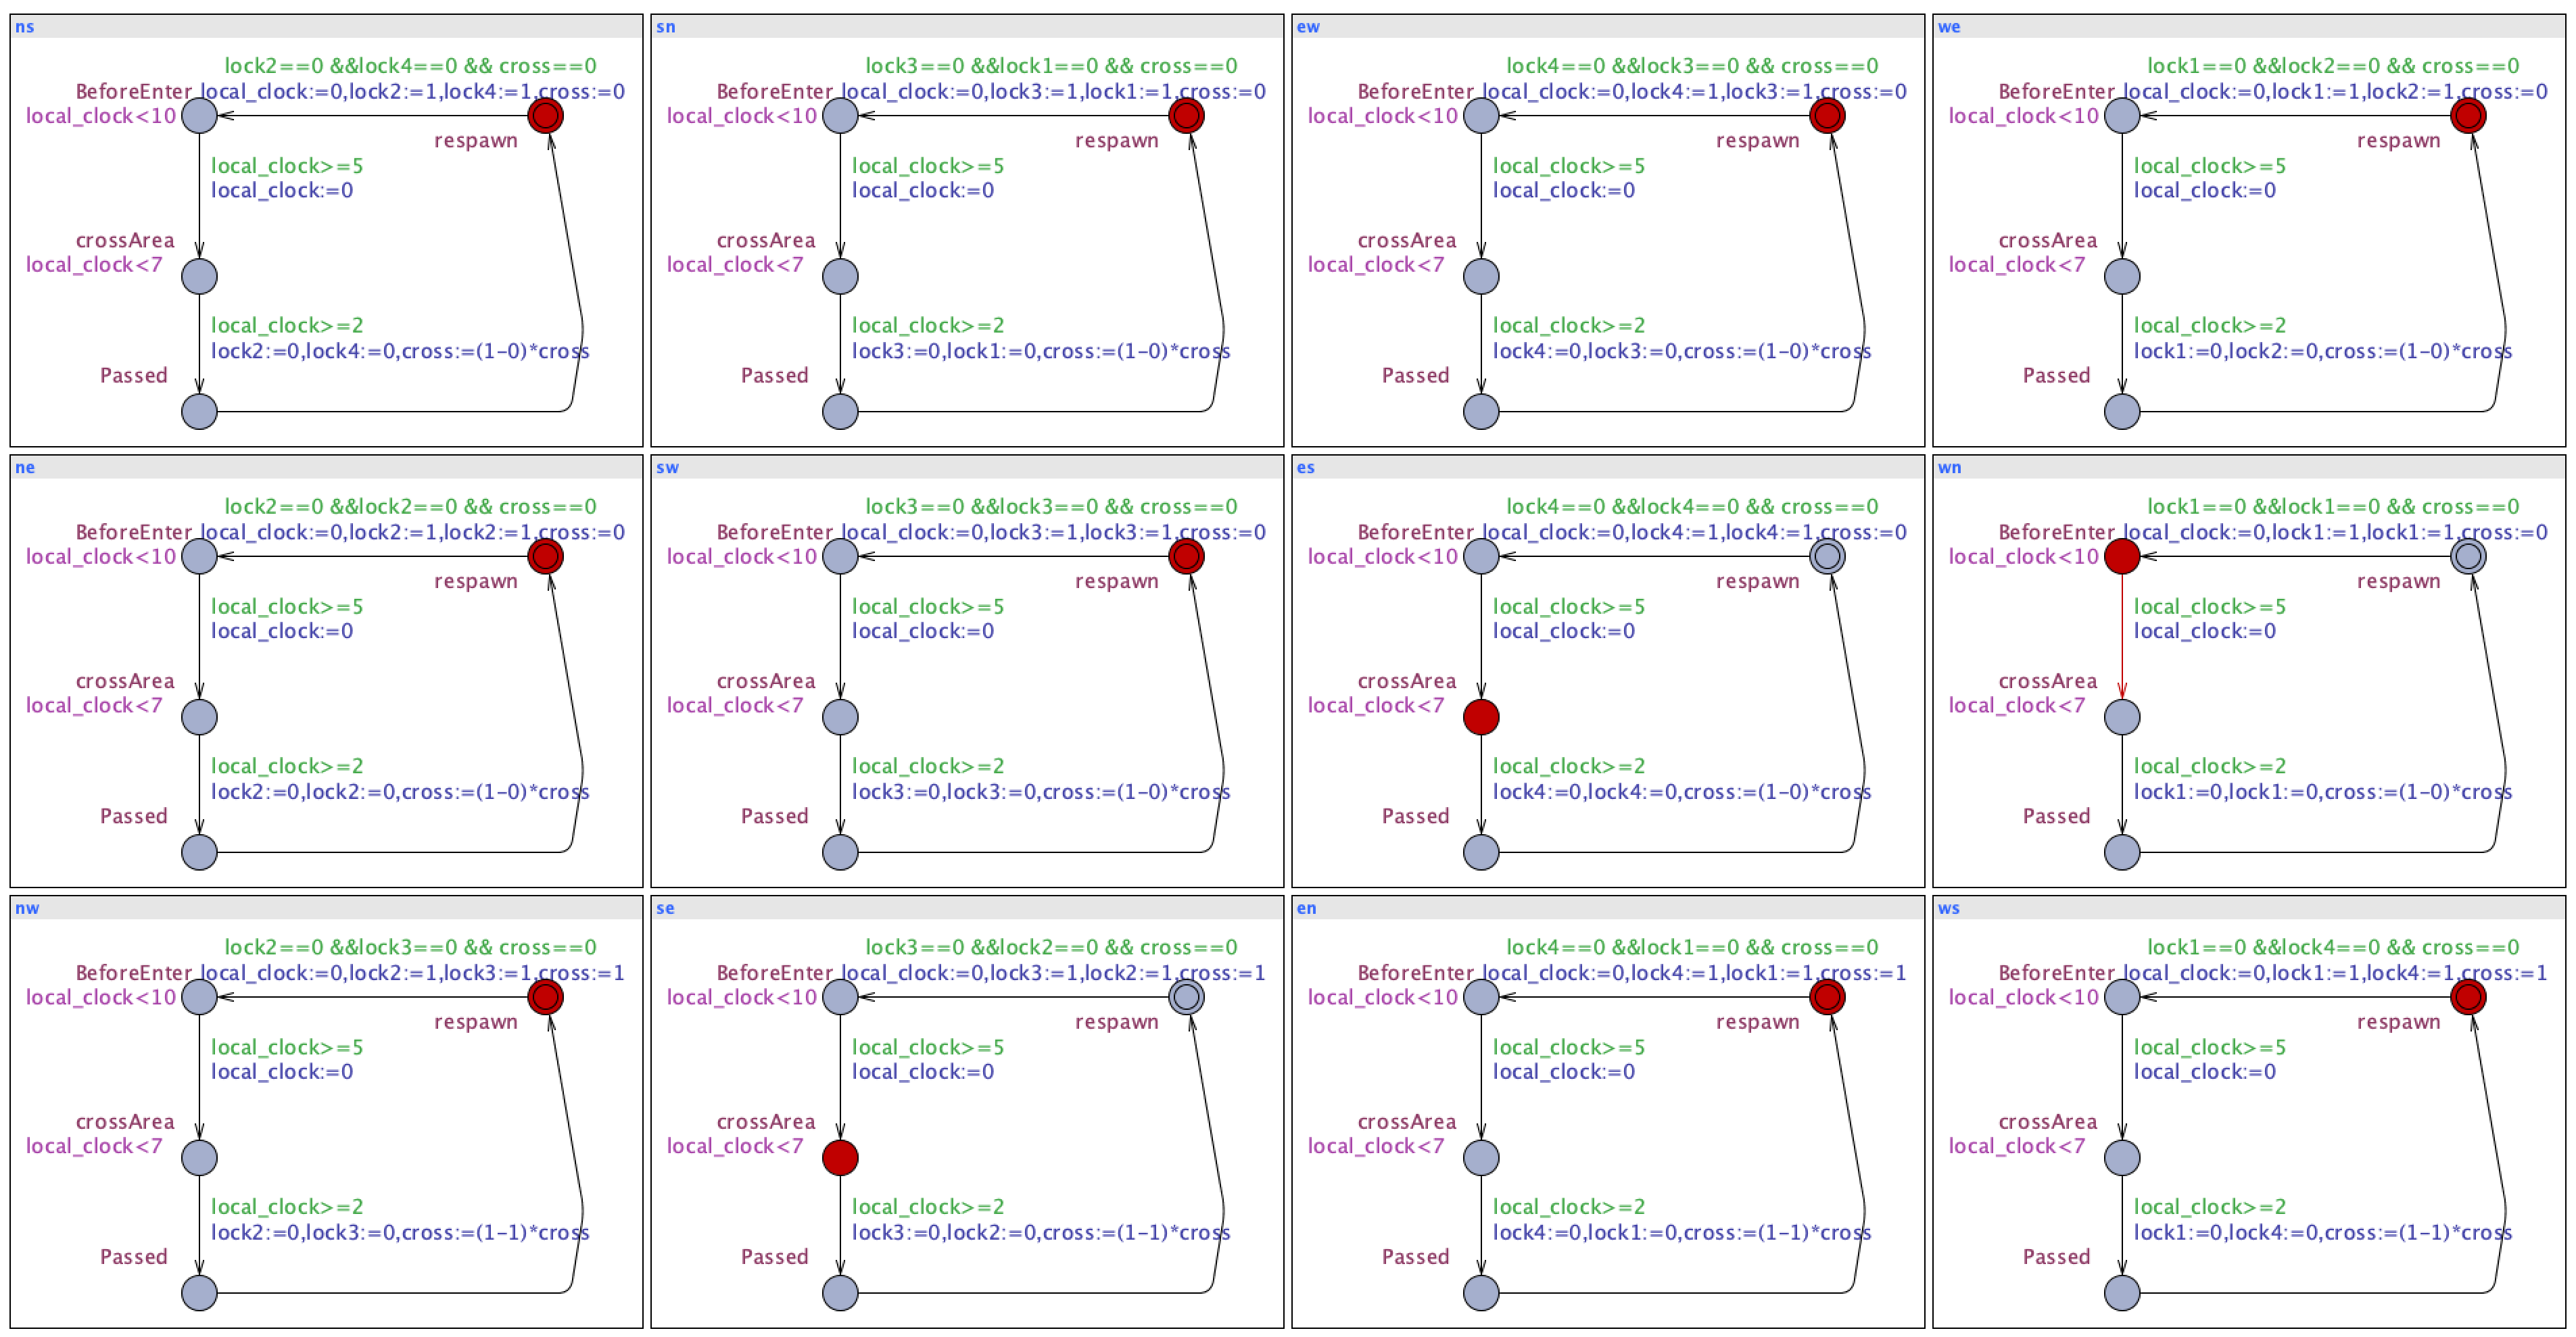 ns
lock2==0 &&lock4==0 && cross==0
BeforeEnter local_clock:=0,lock2:=1,lock4:=1,cross:=0
local_clock<10
respawn
local_clock>=5
local_clock:=0
crossArea
local_clock<7
local_clock>=2
lock2:=0,lock4:=0,cross:=(1-0)*cross
Passed
sn
lock3==0 &&lock1==0 && cross==0
BeforeEnter local_clock:=0,lock3:=1,lock1:=1,cross:=0
local_clock<10
respawn
local_clock>=5
local_clock:=0
crossArea
local_clock<7
local_clock>=2
lock3:=0,lock1:=0,cross:=(1-0)*cross
Passed
ew
lock4==0 &&lock3==0 && cross==0
BeforeEnter local_clock:=0,lock4:=1,lock3:=1,cross:=0
local_clock<10
respawn
local_clock>=5
local_clock:=0
crossArea
local_clock<7
local_clock>=2
lock4:=0,lock3:=0,cross:=(1-0)*cross
Passed
we
lock1==0 &&lock2==0 && cross==0
BeforeEnter local_clock:=0,lock1:=1,lock2:=1,cross:=0
local_clock<10
respawn
local_clock>=5
local_clock:=0
crossArea
local_clock<7
local_clock>=2
lock1:=0,lock2:=0,cross:=(1-0)*cross
Passed
ne
lock2==0 &&lock2==0 && cross==0
BeforeEnter local_clock:=0,lock2:=1,lock2:=1,cross:=0
local_clock<10
respawn
local_clock>=5
local_clock:=0
crossArea
local_clock<7
local_clock>=2
lock2:=0,lock2:=0,cross:=(1-0)*cross
Passed
sw
lock3==0 &&lock3==0 && cross==0
BeforeEnter local_clock:=0,lock3:=1,lock3:=1,cross:=0
local_clock<10
respawn
local_clock>=5
local_clock:=0
crossArea
local_clock<7
local_clock>=2
lock3:=0,lock3:=0,cross:=(1-0)*cross
Passed
es
lock4==0 &&lock4==0 && cross==0
BeforeEnter local_clock:=0,lock4:=1,lock4:=1,cross:=0
local_clock<10
respawn
local_clock>=5
local_clock:=0
crossArea
local_clock<7
local_clock>=2
lock4:=0,lock4:=0,cross:=(1-0)*cross
Passed
wn
lock1==0 &&lock1==0 && cross==0
BeforeEnter local_clock:=0,lock1:=1,lock1:=1,cross:=0
local_clock<10
respawn
local_clock>=5
local_clock:=0
crossArea
local_clock<7
local_clock>=2
lock1:=0,lock1:=0,cross:=(1-0)*cross
Passed
nw
lock2==0 &&lock3==0 && cross==0
BeforeEnter local_clock:=0,lock2:=1,lock3:=1,cross:=1
local_clock<10
respawn
local_clock>=5
local_clock:=0
crossArea
local_clock<7
local_clock>=2
lock2:=0,lock3:=0,cross:=(1-1)*cross
Passed
se
lock3==0 &&lock2==0 && cross==0
BeforeEnter local_clock:=0,lock3:=1,lock2:=1,cross:=1
local_clock<10
respawn
local_clock>=5
local_clock:=0
crossArea
local_clock<7
local_clock>=2
lock3:=0,lock2:=0,cross:=(1-1)*cross
Passed
en
lock4==0 &&lock1==0 && cross==0
BeforeEnter local_clock:=0,lock4:=1,lock1:=1,cross:=1
local_clock<10
respawn
local_clock>=5
local_clock:=0
crossArea
local_clock<7
local_clock>=2
lock4:=0,lock1:=0,cross:=(1-1)*cross
Passed
ws
lock1==0 &&lock4==0 && cross==0
BeforeEnter local_clock:=0,lock1:=1,lock4:=1,cross:=1
local_clock<10
respawn
local_clock>=5
local_clock:=0
crossArea
local_clock<7
local_clock>=2
lock1:=0,lock4:=0,cross:=(1-1)*cross
Passed